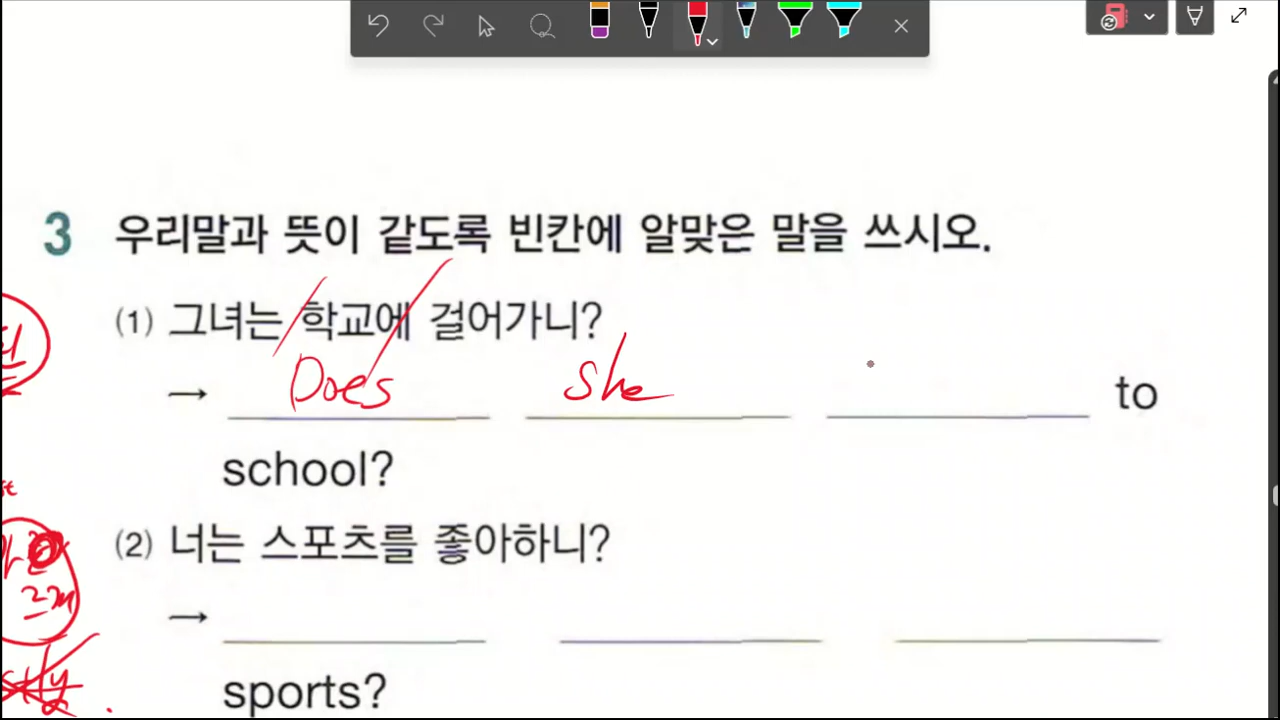 3 우리말과 뜻이 같도록 빈칸에 알맞은 말을 쓰시오.
(1) 그녀는 학교에 걸어가니?
→ Does she to
school?
(2) 너는 스포츠를 좋아하니?
→
sports?